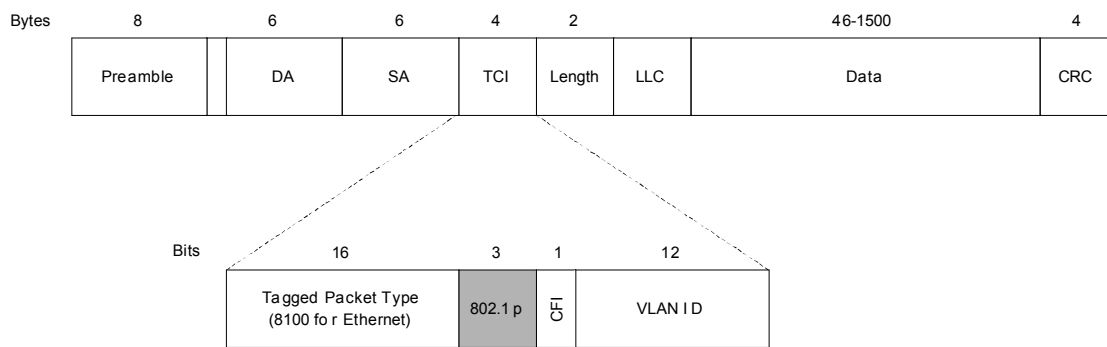 Bytes 8 6 6 4 2 46-1500 4
Preamble DA SA TCI Length LLC Data CRC
Bits 16 3 1 12
Tagged Packet Type
(8100 fo r Ethernet)
802.1 p
CFI
VLAN I D